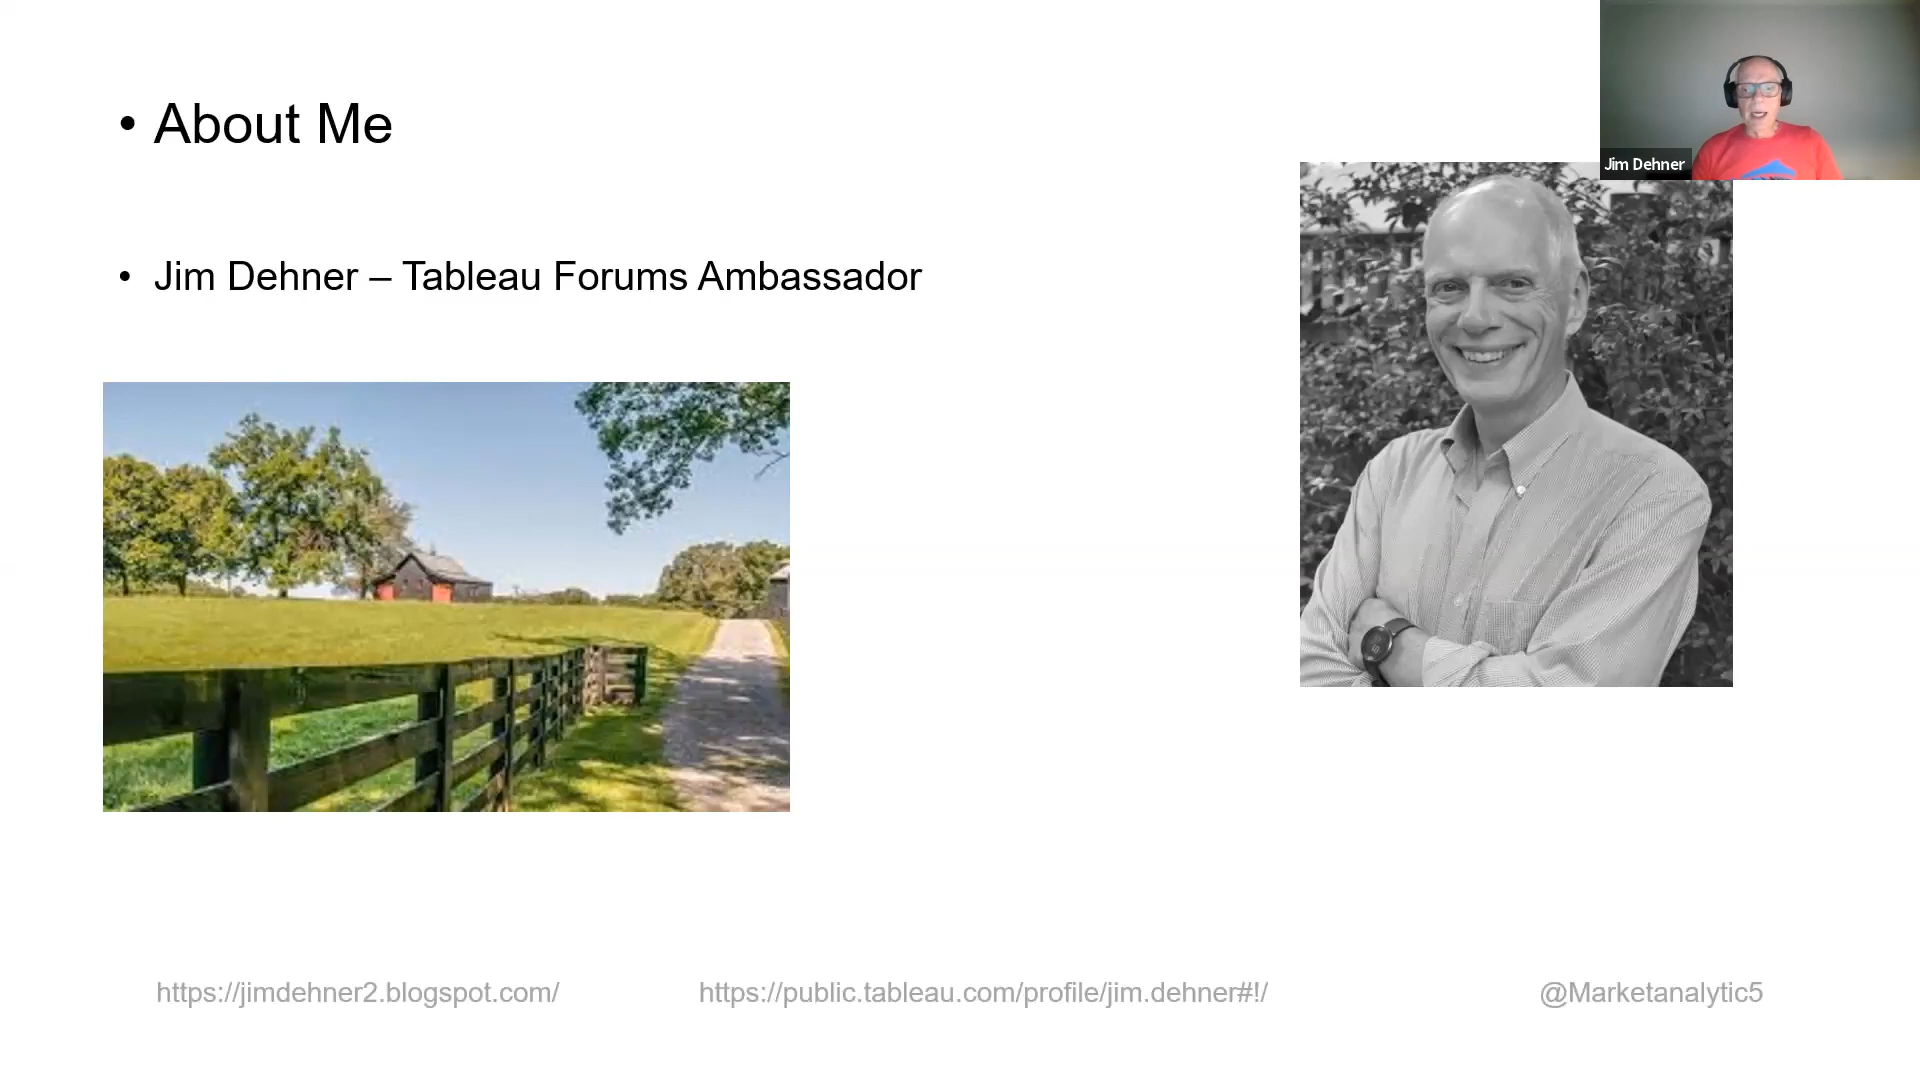 • About Me
Jim Dehner
• Jim Dehner – Tableau Forums Ambassador
https://jimdehner2.blogspot.com/
https://public.tableau.com/profile/jim.dehner#!/
@Marketanalytic5